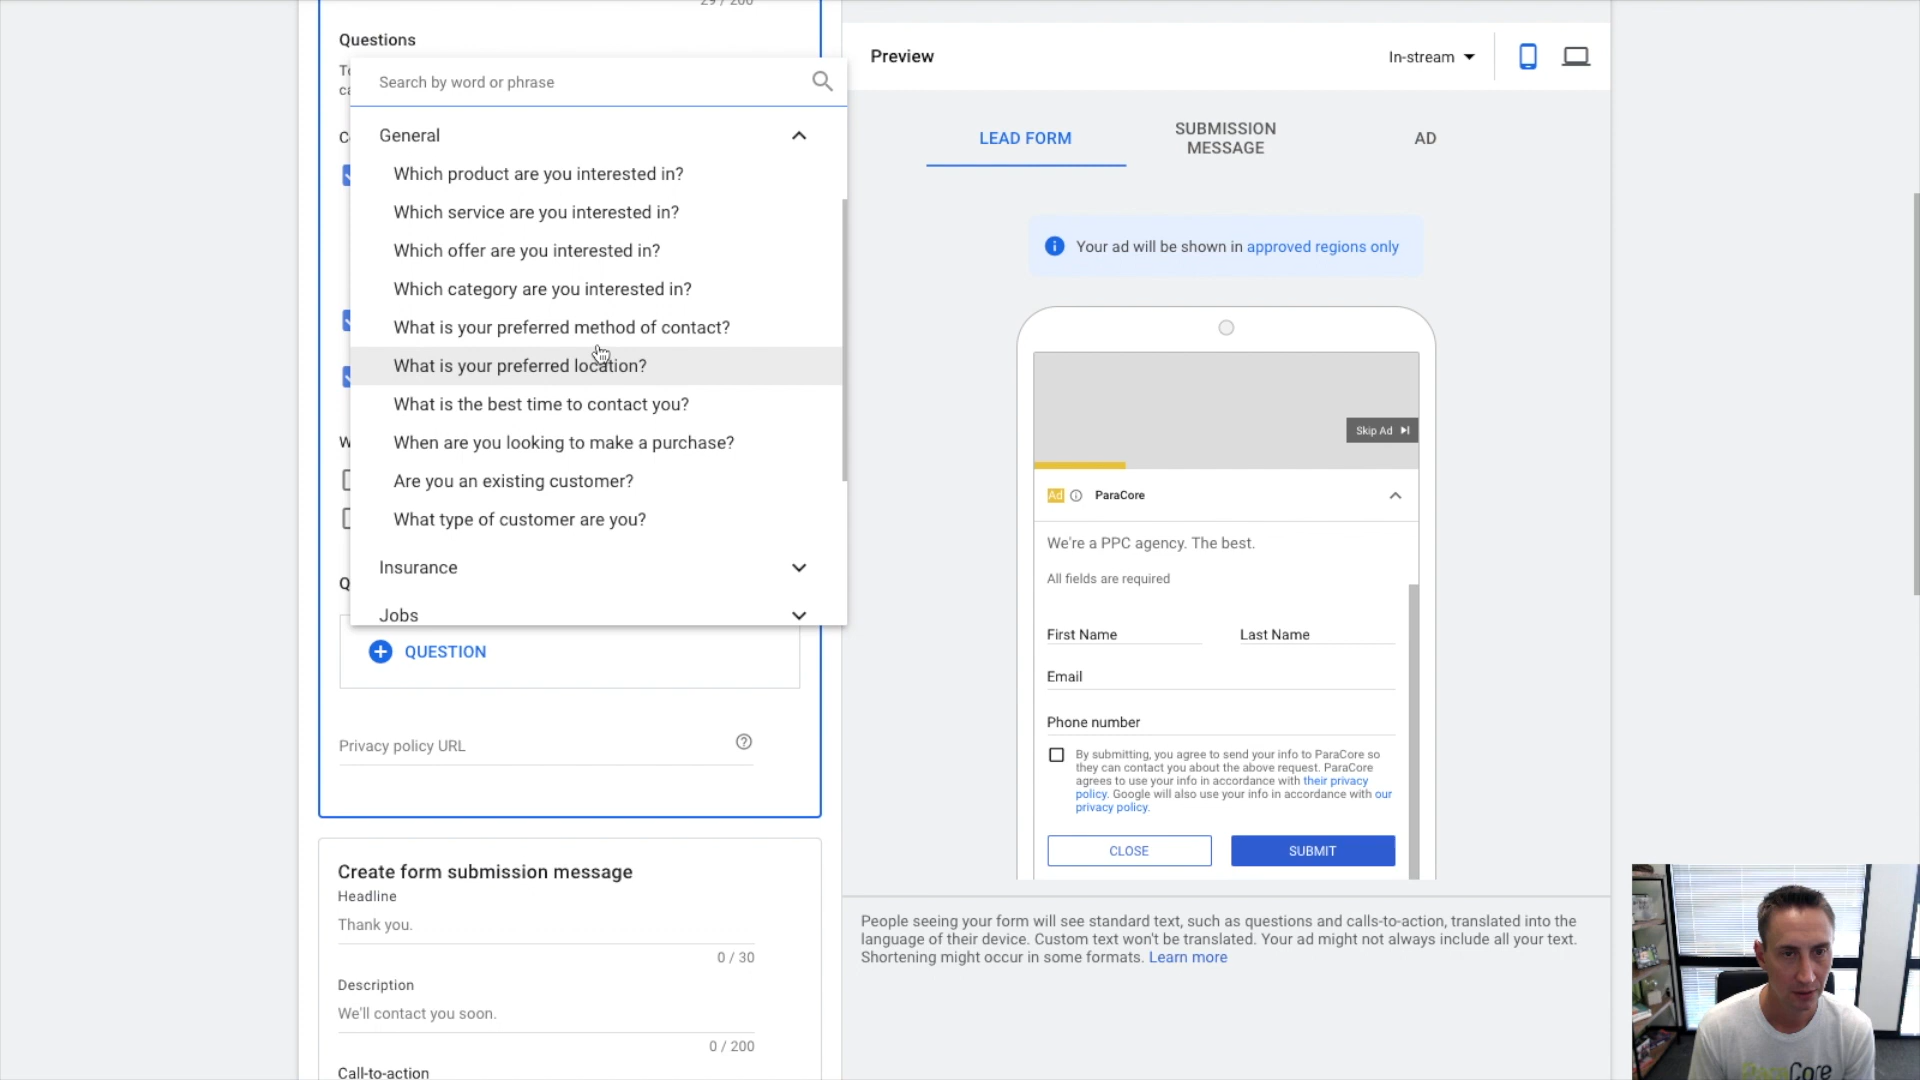 29 / 200
Questions
Search by word or phrase
General
Which product are you interested in?
Which service are you interested in?
Which offer are you interested in?
Which category are you interested in?
What is your preferred method of contact?
What is your preferred location?
What is the best time to contact you?
When are you looking to make a purchase?
Are you an existing customer?
What type of customer are you?
Insurance
Jobs
QUESTION
Privacy policy URL
Create form submission message
Headline
Thank you.
0 / 30
Description
We'll contact you soon.
0 / 200
Call-to-action
Preview
In-stream
LEAD FORM
SUBMISSION
MESSAGE
AD
Your ad will be shown in approved regions only
Skip Ad
Ad
ParaCore
We're a PPC agency. The best.
All fields are required
First Name
Last Name
Email
Phone number
By submitting, you agree to send your info to ParaCore so
they can contact you about the above request. ParaCore
agrees to use your info in accordance with their privacy
policy. Google will also use your info in accordance with our
privacy policy.
CLOSE
SUBMIT
People seeing your form will see standard text, such as questions and calls-to-action, translated into the
language of their device. Custom text won't be translated. Your ad might not always include all your text.
Shortening might occur in some formats. Learn more
ParaCore